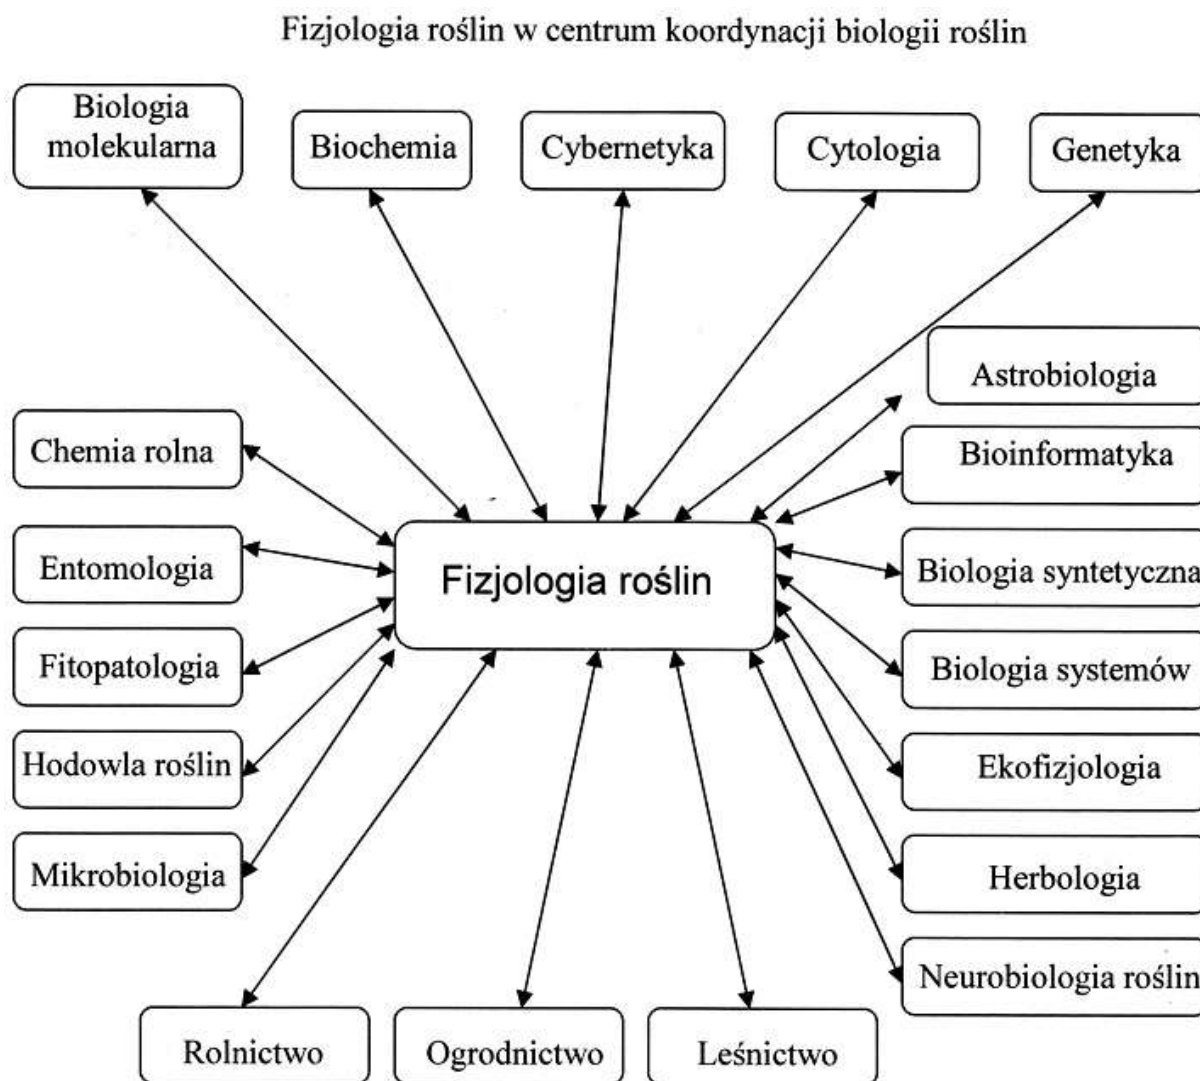 Fizjologia roślin w centrum koordynacji biologii roślin
Biologia
molekularna
Biochemia
Cybernetyka
Cytologia
Genetyka
Astrobiologia
Chemia rolna
Bioinformatyka
Entomologia
Fizjologia roślin
Biologia syntetyczna
Fitopatologia
Biologia systemów
Hodowla roślin
Ekofizjologia
Mikrobiologia
Herbologia
Neurobiologia roślin
Rolnictwo
Ogrodnictwo
Leśnictwo